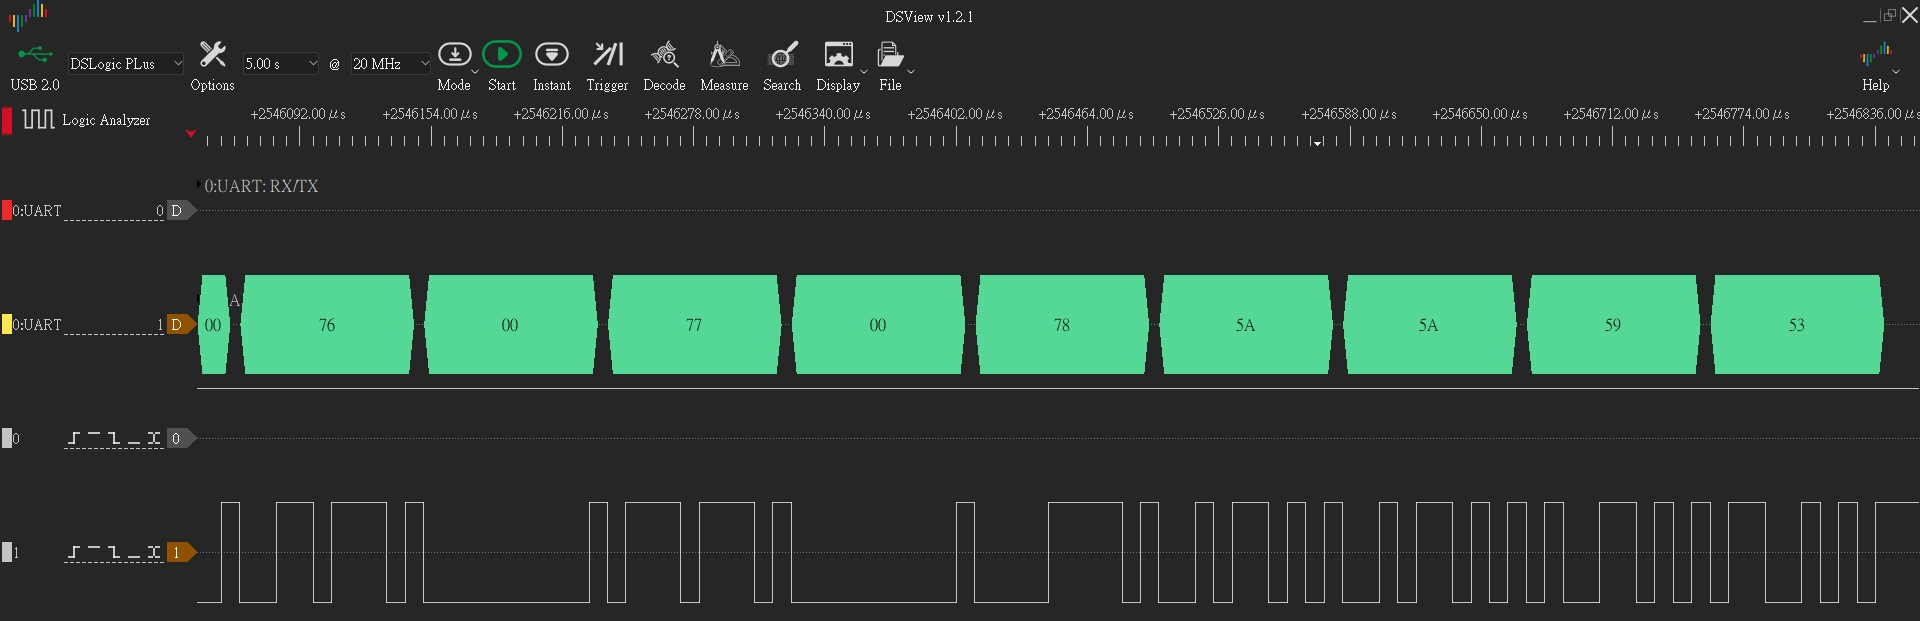 DSView v1.2.1
USB 2.0
DSLogic PLus
Options
5.00 s
@
20 MHz
Mode
Start
Instant
Trigger
Decode
Measure
Search
Display
File
Help
Logic Analyzer
+2546092.00 μs +2546154.00 μs +2546216.00 μs +2546278.00 μs +2546340.00 μs +2546402.00 μs +2546464.00 μs +2546526.00 μs +2546588.00 μs +2546650.00 μs +2546712.00 μs +2546774.00 μs +2546836.00 μs
0:UART: RX/TX
0:UART 0 D
A
0:UART 1 D 00 76 00 77 00 78 5A 5A 59 53
0 0
1 1